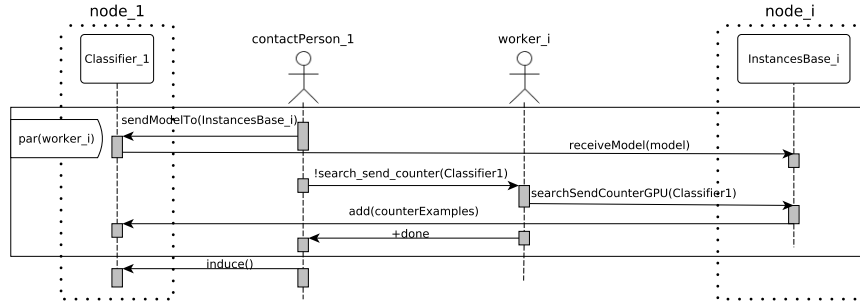 node_1
node_i
contactPerson_1
worker_i
Classifier_1
InstancesBase_i
sendModelTo(InstancesBase_i)
par(worker_i)
receiveModel(model)
!search_send_counter(Classifier1)
searchSendCounterGPU(Classifier1)
add(counterExamples)
+done
induce()